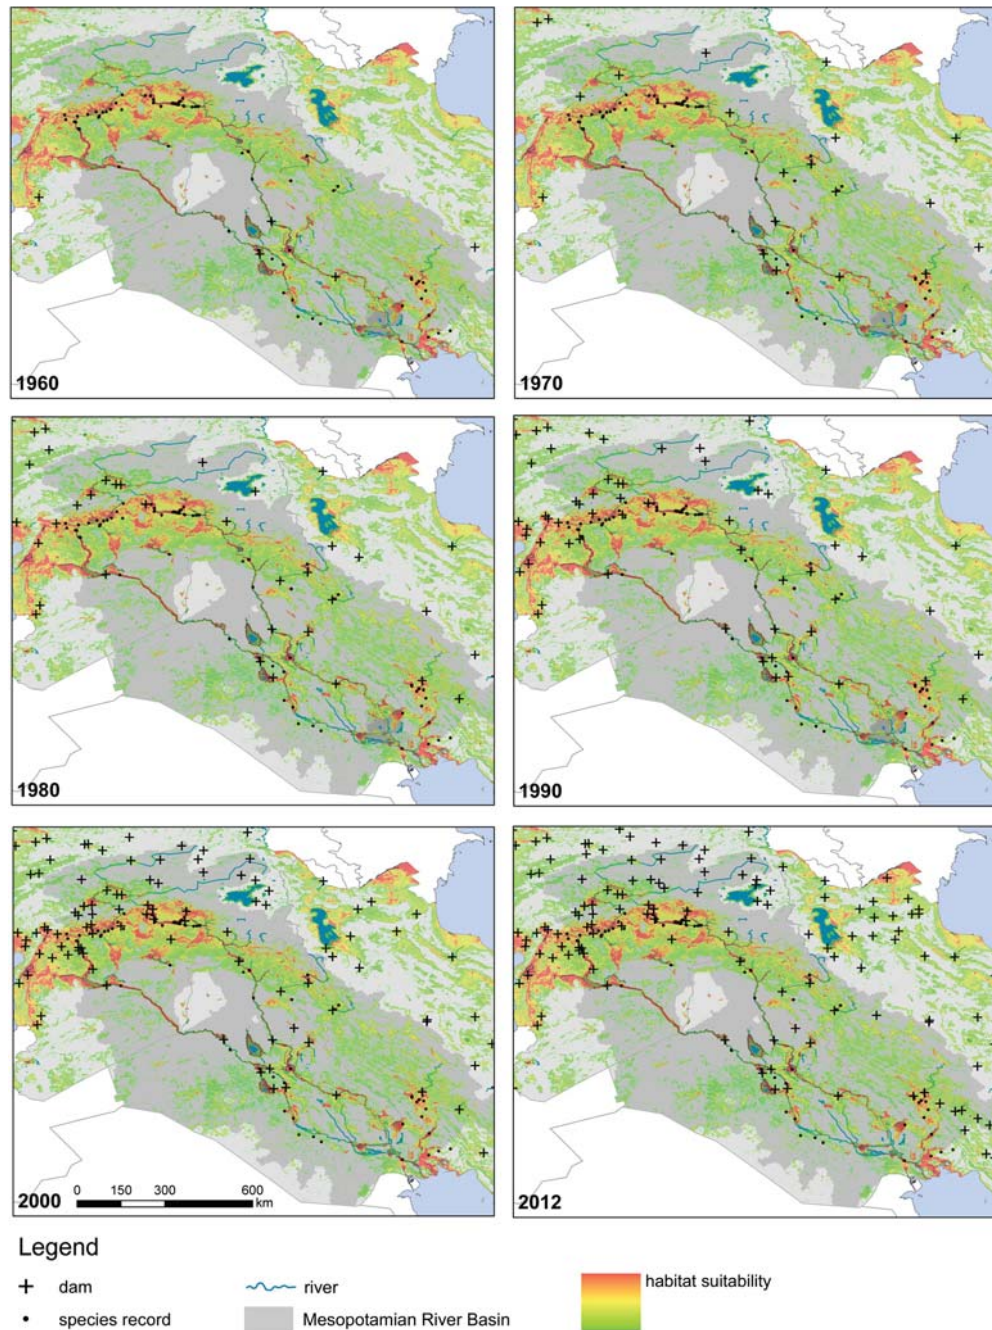 1960
1970
1980
1990
2000
0 150 300 600
km
2012
Legend
dam
river
habitat suitability
species record
Mesopotamian River Basin